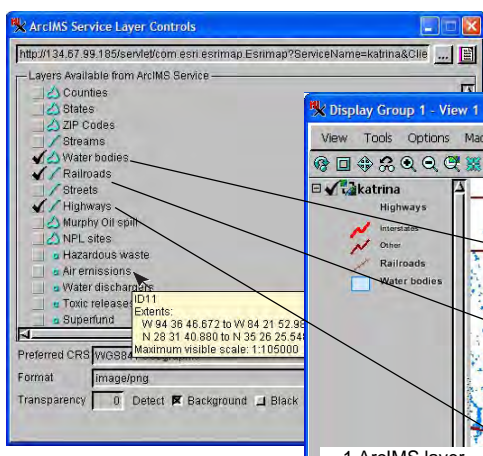 ArcIMS Service Layer Controls
http://134.67.99.185/servlet/com.esri.esrimap.Esrimap?ServiceName=katrina&Clie
...
Layers Available from ArcIMS Service
Counties
States
ZIP Codes
Streams
Water bodies
Railroads
Streets
Highways
Murphy Oil spill
NPL sites
Hazardous waste
Air emissions
Water dischargers
Toxic releases
Superfund
ID11
Extents:
W 94 36 46.672 to W 84 21 52.98
N 28 31 40.880 to N 35 26 25.548
Maximum visible scale: 1:105000
Preferred CRS WGS84
Format image/png
Transparency 0 Detect Background Black
Display Group 1 - View 1
View Tools Options Mac
katrina
Highways
Interstates
Other
Railroads
Water bodies
1 ArcIMS layer